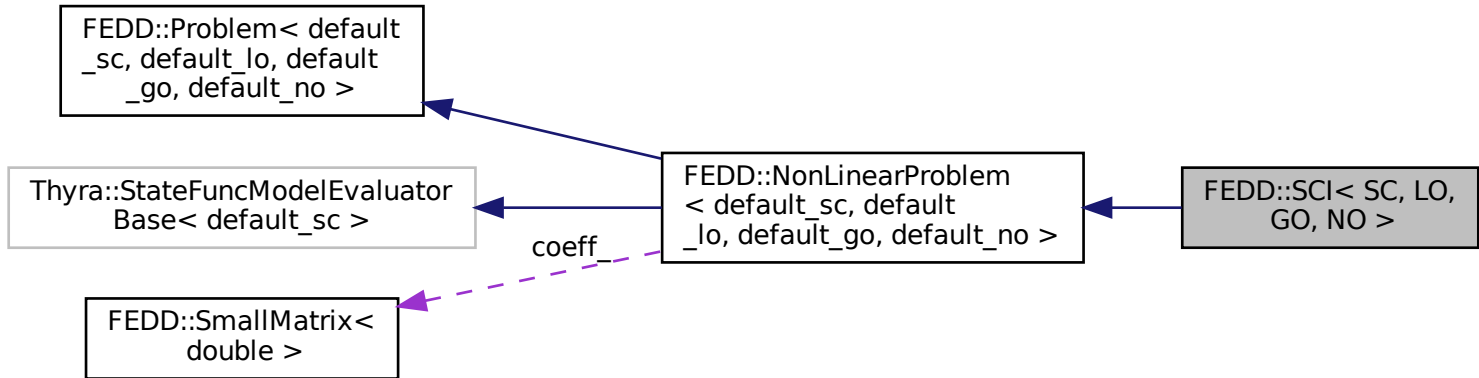 FEDD::Problem< default
_sc, default_lo, default
_go, default_no >
Thyra::StateFuncModelEvaluator
Base< default_sc >
FEDD::SmallMatrix<
double >
coeff_
FEDD::NonLinearProblem
< default_sc, default
_lo, default_go, default_no >
FEDD::SCI< SC, LO,
GO, NO >